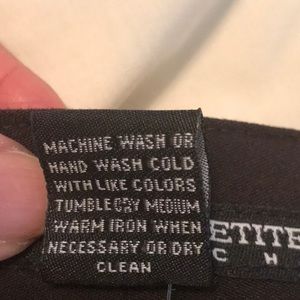 MACHINE WASH OR
HAND WASH COLD
WITH LIKE COLORS
TUMBLE DRY MEDIUM
WARM IRON WHEN
NECESSARY OR DRY
CLEAN
ETITE
C H